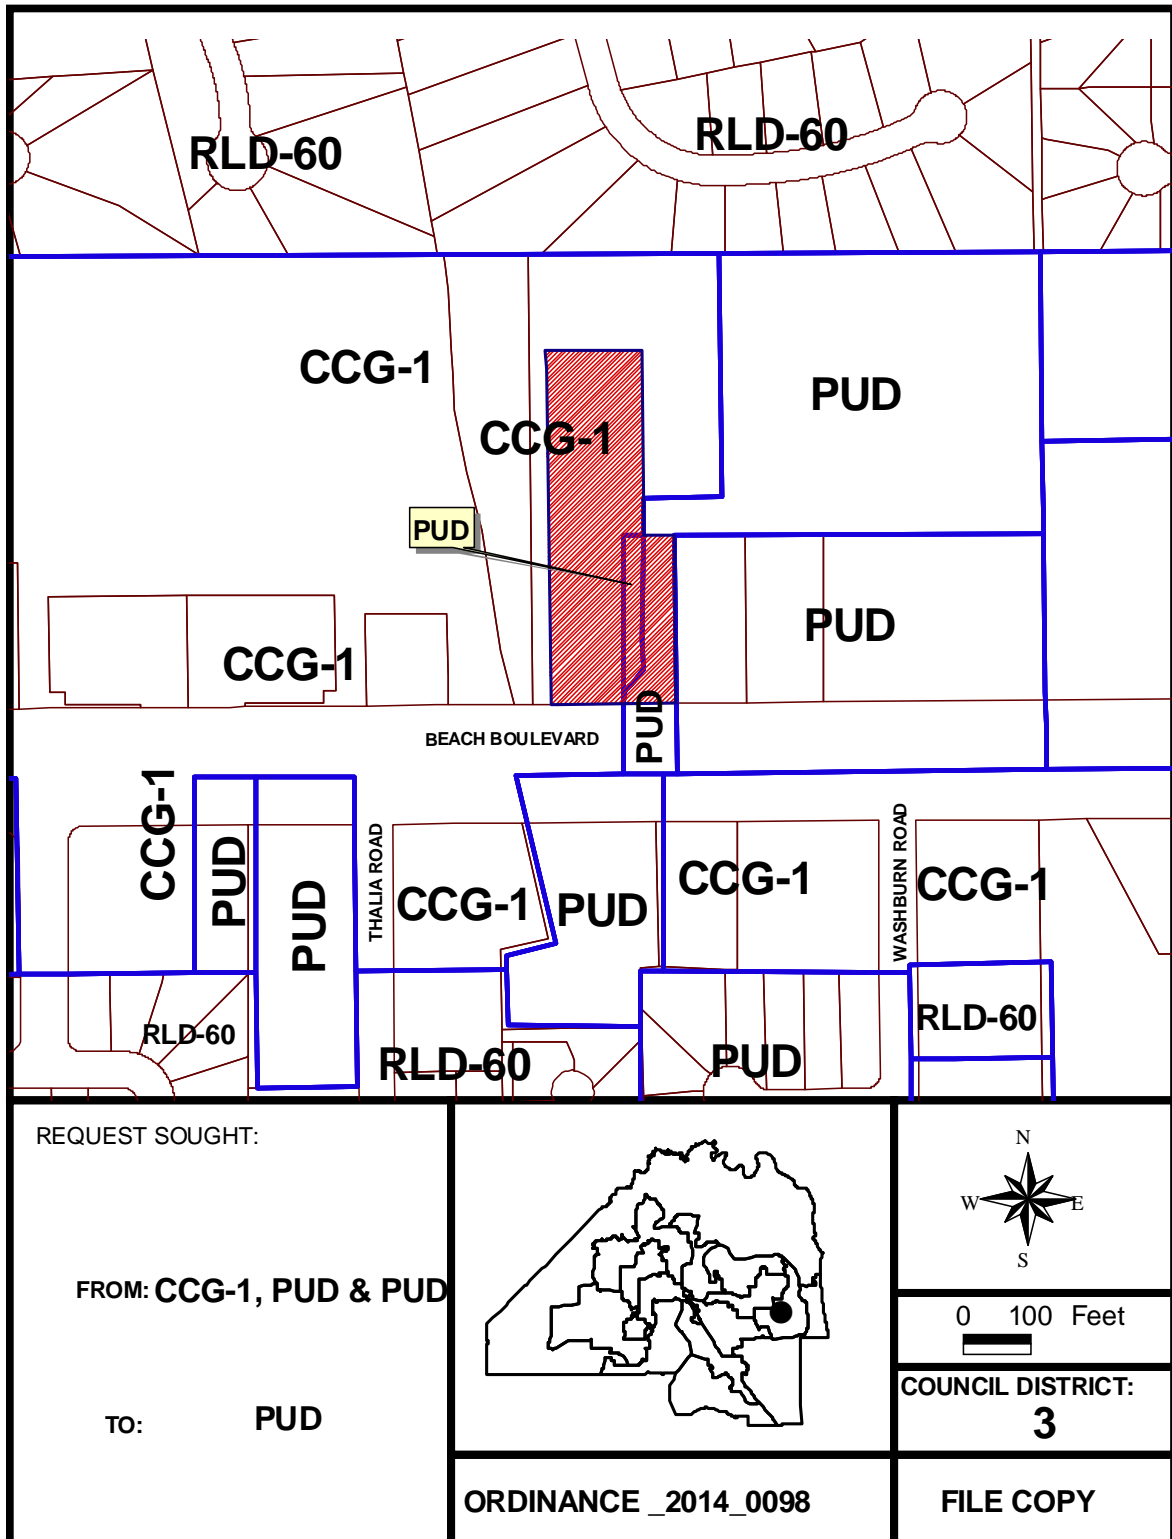 RLD-60
RLD-60
CCG-1
PUD
CCG-1
PUD
PUD
CCG-1
PUD
BEACH BOULEVARD
CCG-1
PUD
PUD
THALIA ROAD
CCG-1
PUD
CCG-1
WASHBURN ROAD
CCG-1
RLD-60
RLD-60
PUD
RLD-60
REQUEST SOUGHT:
FROM: CCG-1, PUD & PUD
TO: PUD
N
W E
S
0 100 Feet
COUNCIL DISTRICT:
3
ORDINANCE _2014_0098
FILE COPY